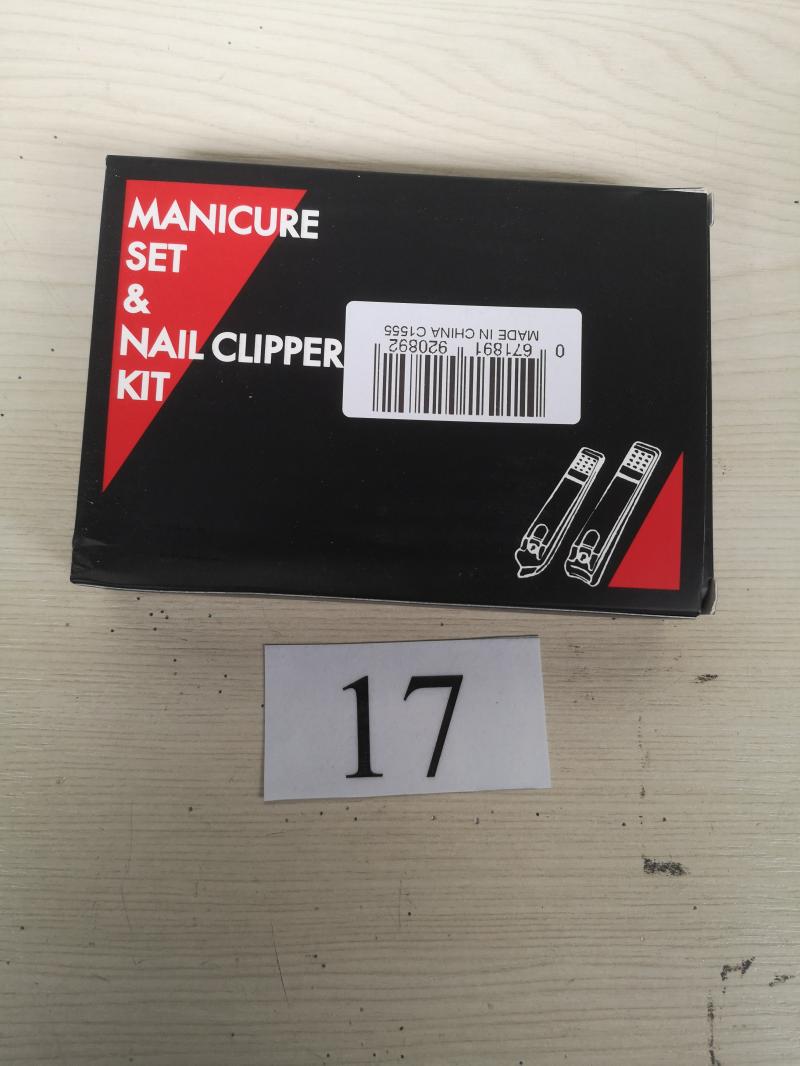 MANICURE
SET
&
NAIL CLIPPER
KIT
0 671891 920892
MADE IN CHINA C1555
17